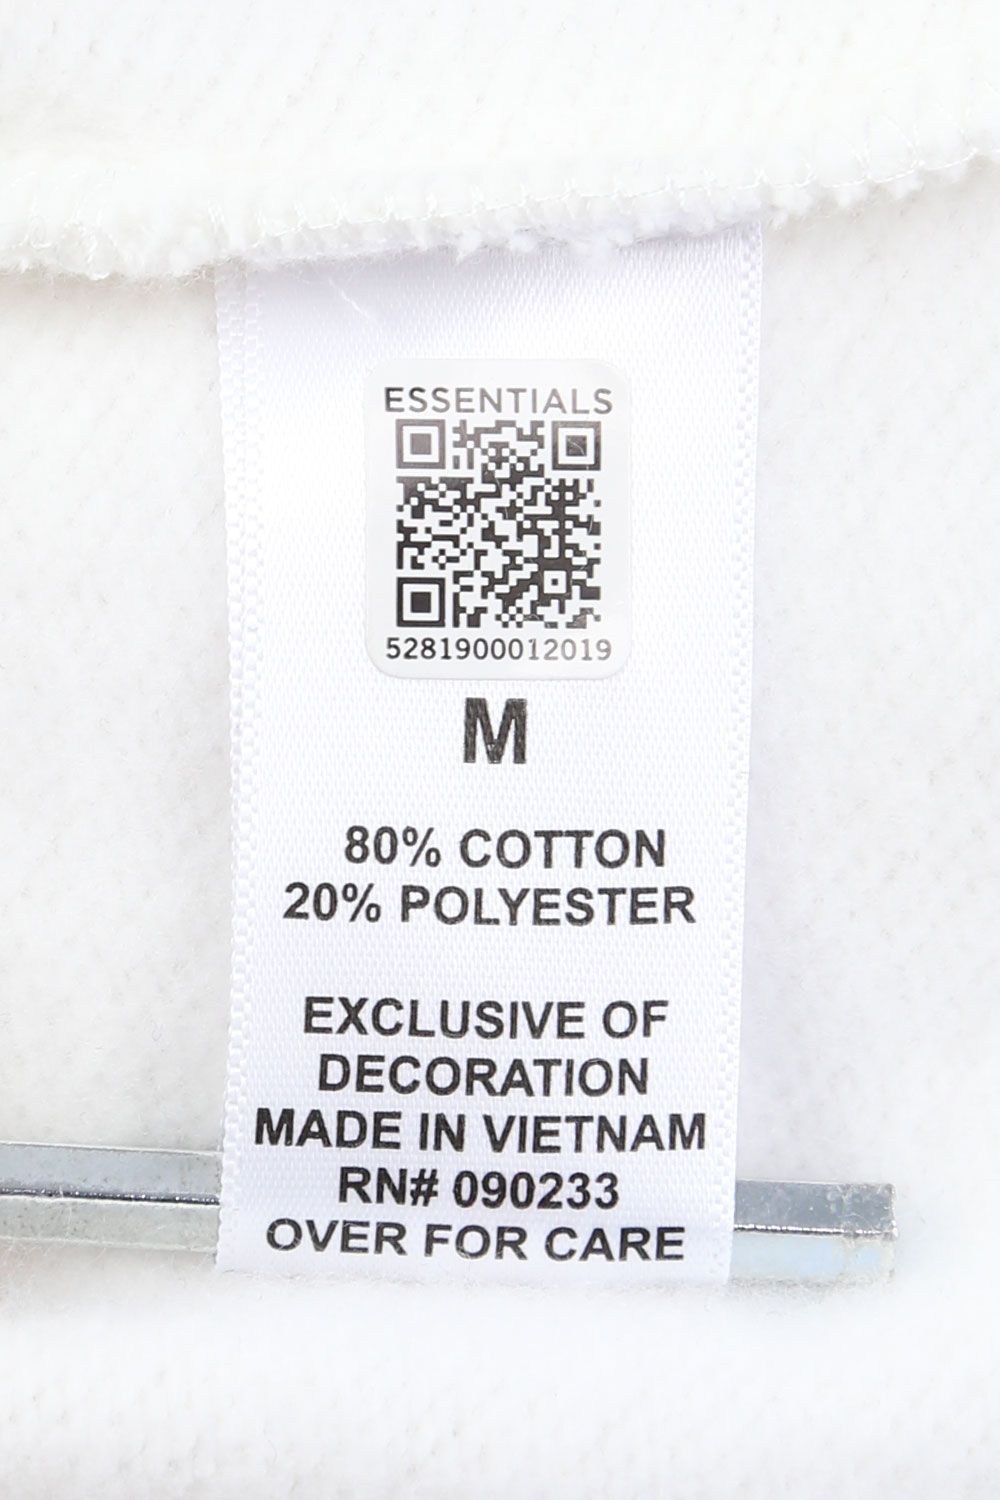 ESSENTIALS
5281900012019
M
80% COTTON
20% POLYESTER
EXCLUSIVE OF
DECORATION
MADE IN VIETNAM
RN# 090233
OVER FOR CARE